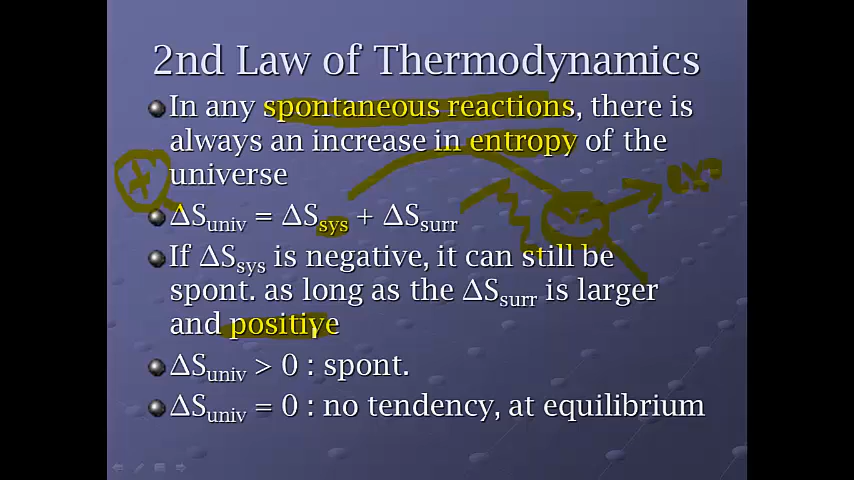 2nd Law of Thermodynamics
In any spontaneous reactions, there is
always an increase in entropy of the
universe
ΔSuniv = ΔSsys + ΔSsurr
If ΔSsys is negative, it can still be
spont. as long as the ΔSsurr is larger
and positive
ΔSuniv > 0 : spont.
ΔSuniv = 0 : no tendency, at equilibrium